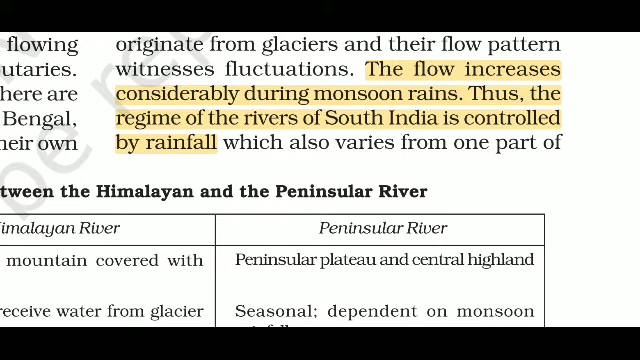 flowing
utaries.
here are
Bengal,
heir own
originate from glaciers and their flow pattern
witnesses fluctuations. The flow increases
considerably during monsoon rains. Thus, the
regime of the rivers of South India is controlled
by rainfall which also varies from one part of
tween the Himalayan and the Peninsular River
imalayan River
Peninsular River
mountain covered with
Peninsular plateau and central highland
receive water from glacier
Seasonal; dependent on monsoon